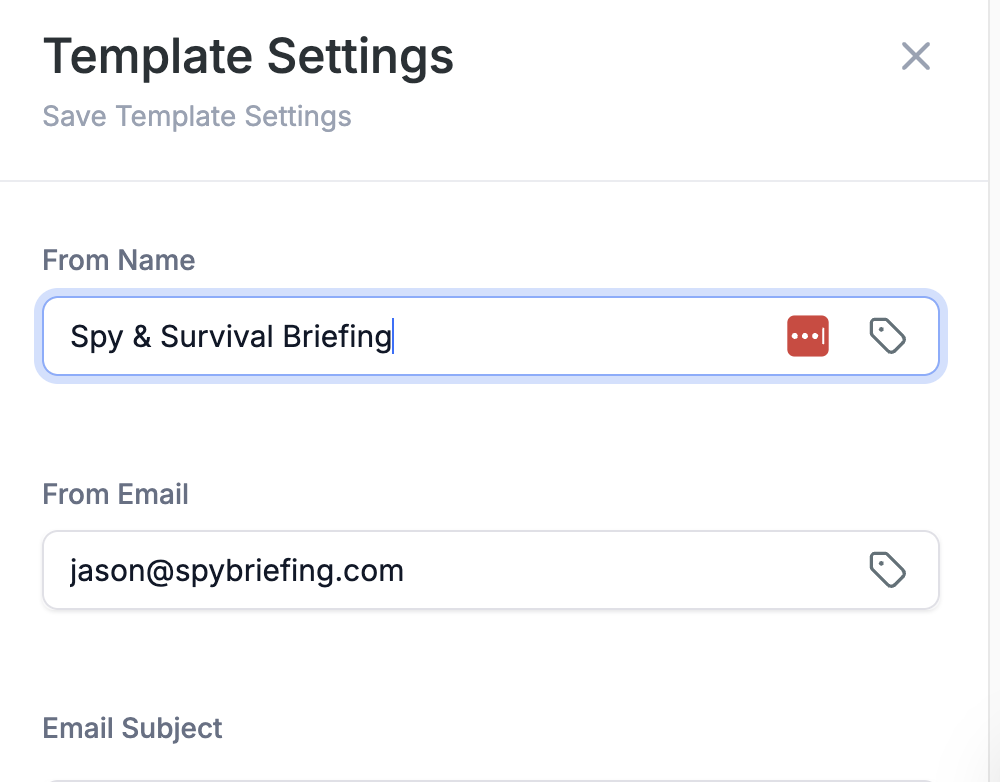 Template Settings
Save Template Settings
From Name
Spy & Survival Briefing
From Email
jason@spybriefing.com
Email Subject